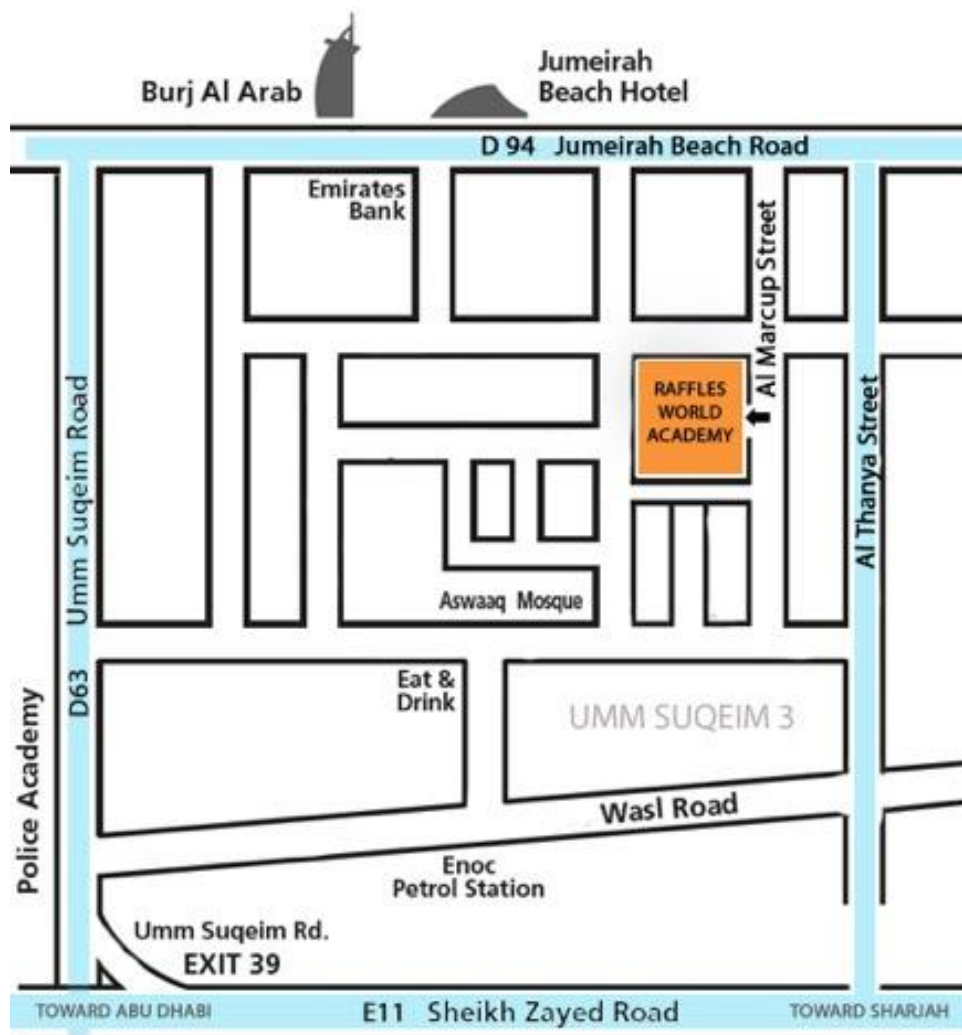 Burj Al Arab
Jumeirah
Beach Hotel
D 94 Jumeirah Beach Road
Emirates
Bank
Al Marcup Street
RAFFLES
WORLD
ACADEMY
Umm Suqeim Road
Al Thanya Street
Aswaaq Mosque
D63
Eat &
Drink
UMM SUQEIM 3
Police Academy
Wasl Road
Enoc
Petrol Station
Umm Suqeim Rd.
EXIT 39
TOWARD ABU DHABI
E11 Sheikh Zayed Road
TOWARD SHARJAH